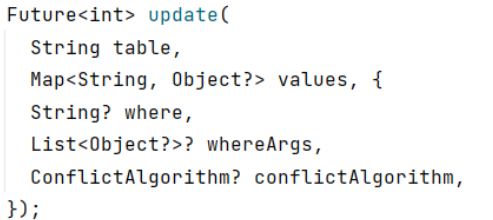 Future<int> update(
  String table,
  Map<String, Object?> values, {
  String? where,
  List<Object?>? whereArgs,
  ConflictAlgorithm? conflictAlgorithm,
});